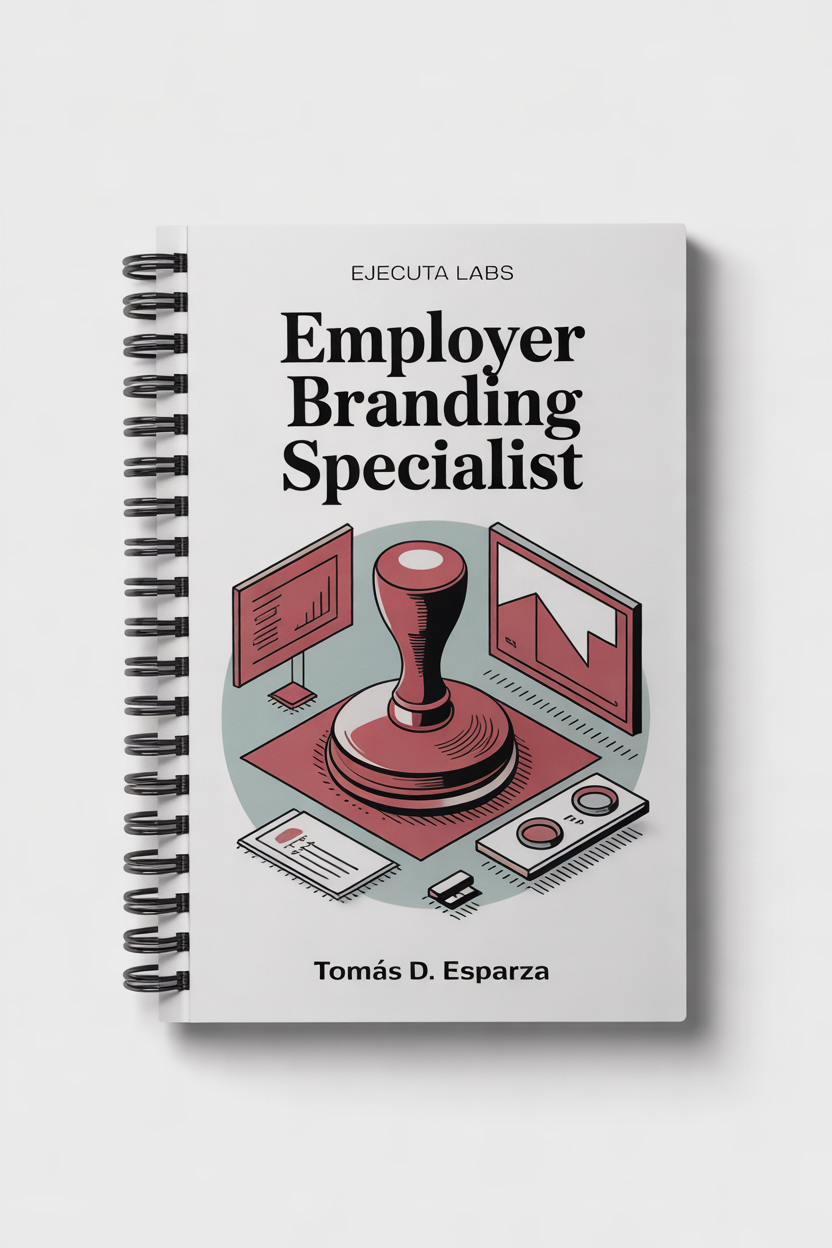 EJECUTA LABS
Employer
Branding
Specialist
Tomás D. Esparza